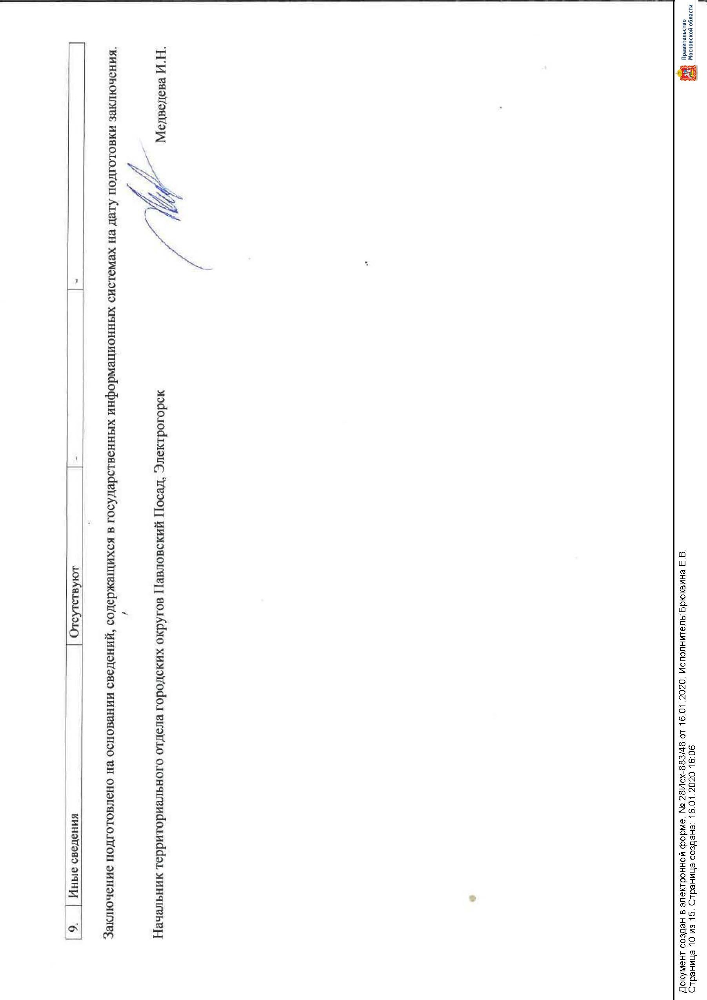 9. Иные сведения Отсутствуют - -
Заключение подготовлено на основании сведений, содержащихся в государственных информационных системах на дату подготовки заключения.
Начальник территориального отдела городских округов Павловский Посад, Электрогорск Медведева И.Н.
Документ создан в электронной форме. № 28Исх-883/48 от 16.01.2020. Исполнитель:Брюквина Е.В.
Страница 10 из 15. Страница создана: 16.01.2020 16:06
Правительство
Московской области